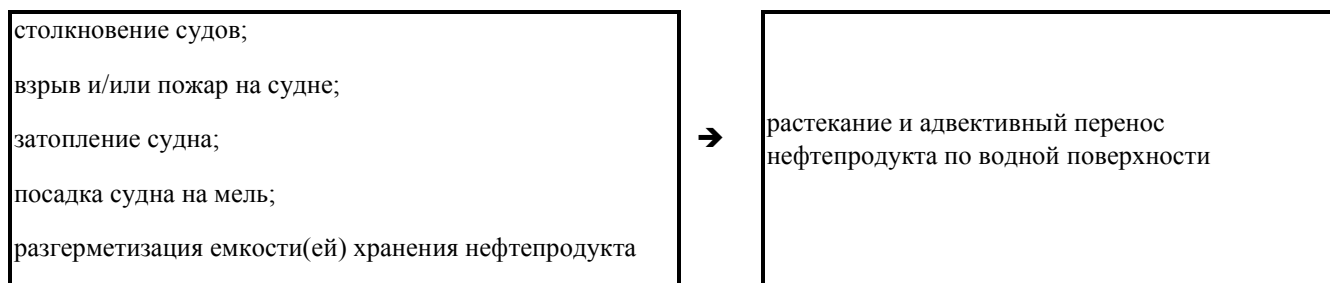 столкновение судов;
взрыв и/или пожар на судне;
затопление судна;
посадка судна на мель;
разгерметизация емкости(ей) хранения нефтепродукта
➔
растекание и адвективный перенос
нефтепродукта по водной поверхности